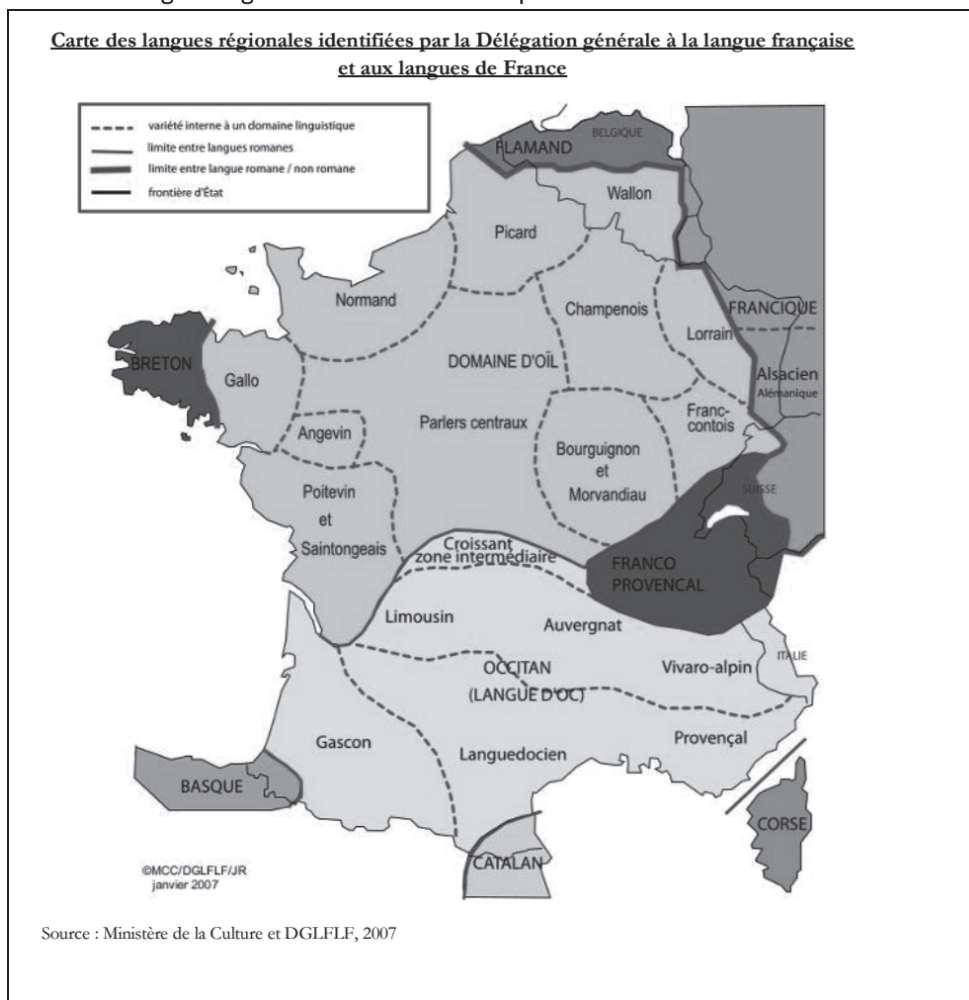 Carte des langues régionales identifiées par la Délégation générale à la langue française
et aux langues de France
variété interne à un domaine linguistique
limite entre langues romanes
limite entre langue romane / non romane
frontière d'État
BELGIQUE
FLAMAND
Wallon
Picard
Normand
Champenois
FRANCIQUE
Lorrain
BRETON
DOMAINE D'OÏL
Gallo
Alsacien
Alémanique
Franc-
contois
Angevin
Parlers centraux
Bourguignon
et
Morvandiau
Poitevin
et
Saintongeais
SUISSE
Croissant
zone intermédiaire
FRANCO
PROVENCAL
Limousin
Auvergnat
ITALIE
OCCITAN
(LANGUE D'OC)
Vivaro-alpin
Gascon
Provençal
Languedocien
BASQUE
CORSE
CATALAN
©MCC/DGLFLF/JR
janvier 2007
Source : Ministère de la Culture et DGLFLF, 2007